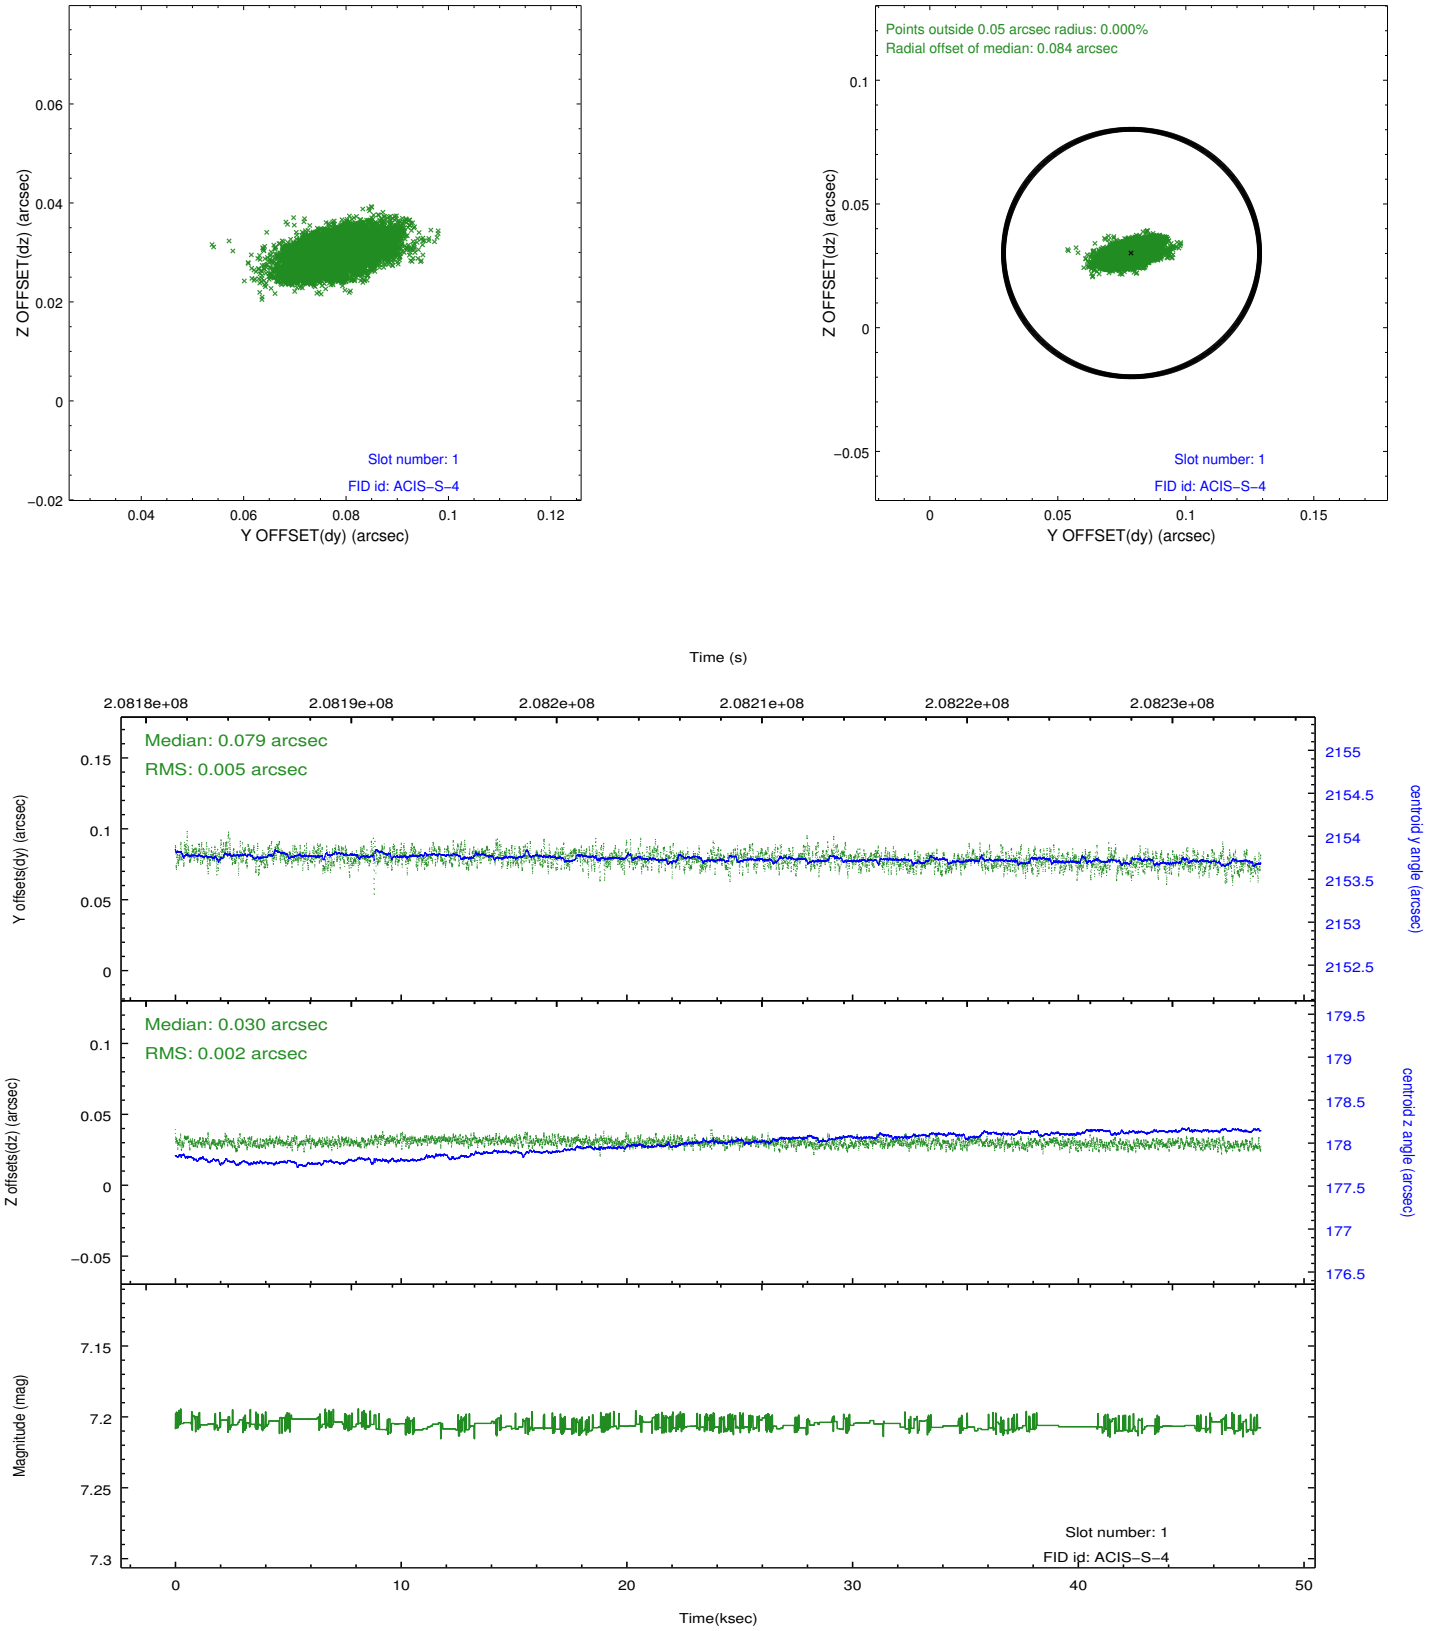 Points outside 0.05 arcsec radius: 0.000%
Radial offset of median: 0.084 arcsec
0.06
0.04
0.02
0
−0.02
Z OFFSET(dz) (arcsec)
Slot number: 1
FID id: ACIS−S−4
0.04 0.06 0.08 0.1 0.12
Y OFFSET(dy) (arcsec)
0.1
0.05
0
−0.05
Z OFFSET(dz) (arcsec)
Slot number: 1
FID id: ACIS−S−4
0 0.05 0.1 0.15
Y OFFSET(dy) (arcsec)
Time (s)
2.0818e+08 2.0819e+08 2.082e+08 2.0821e+08 2.0822e+08 2.0823e+08
Median: 0.079 arcsec
RMS: 0.005 arcsec
0.15
0.1
0.05
0
Y offsets(dy) (arcsec)
2155
2154.5
2154
2153.5
2153
2152.5
centroid y angle (arcsec)
Median: 0.030 arcsec
RMS: 0.002 arcsec
0.1
0.05
0
−0.05
Z offsets(dz) (arcsec)
179.5
179
178.5
178
177.5
177
176.5
centroid z angle (arcsec)
7.15
7.2
7.25
7.3
Magnitude (mag)
Slot number: 1
FID id: ACIS−S−4
0 10 20 30 40 50
Time(ksec)